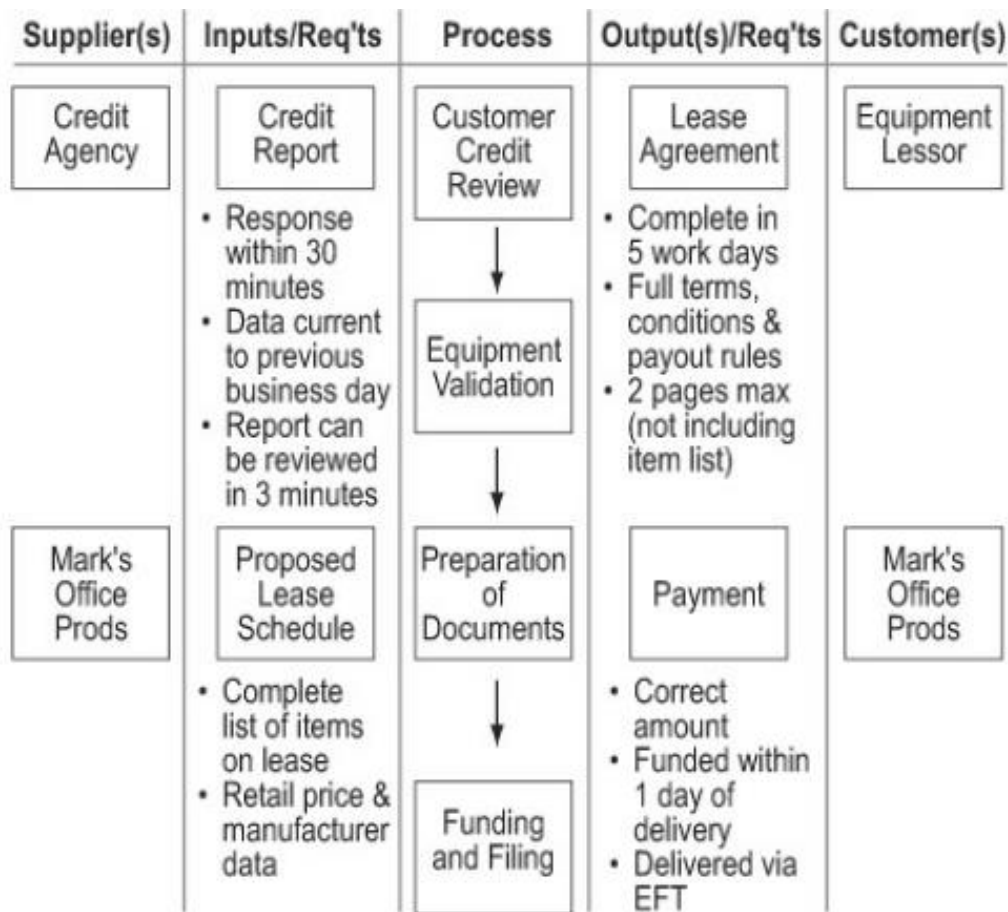 Supplier(s)
Inputs/Req'ts
Process
Output(s)/Req'ts
Customer(s)
Credit
Agency
Credit
Report
Customer
Credit
Review
Lease
Agreement
Equipment
Lessor
• Response
within 30
minutes
• Data current
to previous
business day
• Report can
be reviewed
in 3 minutes
Equipment
Validation
• Complete in
5 work days
• Full terms,
conditions &
payout rules
• 2 pages max
(not including
item list)
Mark's
Office
Prods
Proposed
Lease
Schedule
Preparation
of
Documents
Payment
Mark's
Office
Prods
• Complete
list of items
on lease
• Retail price &
manufacturer
data
Funding
and Filing
• Correct
amount
• Funded within
1 day of
delivery
• Delivered via
EFT